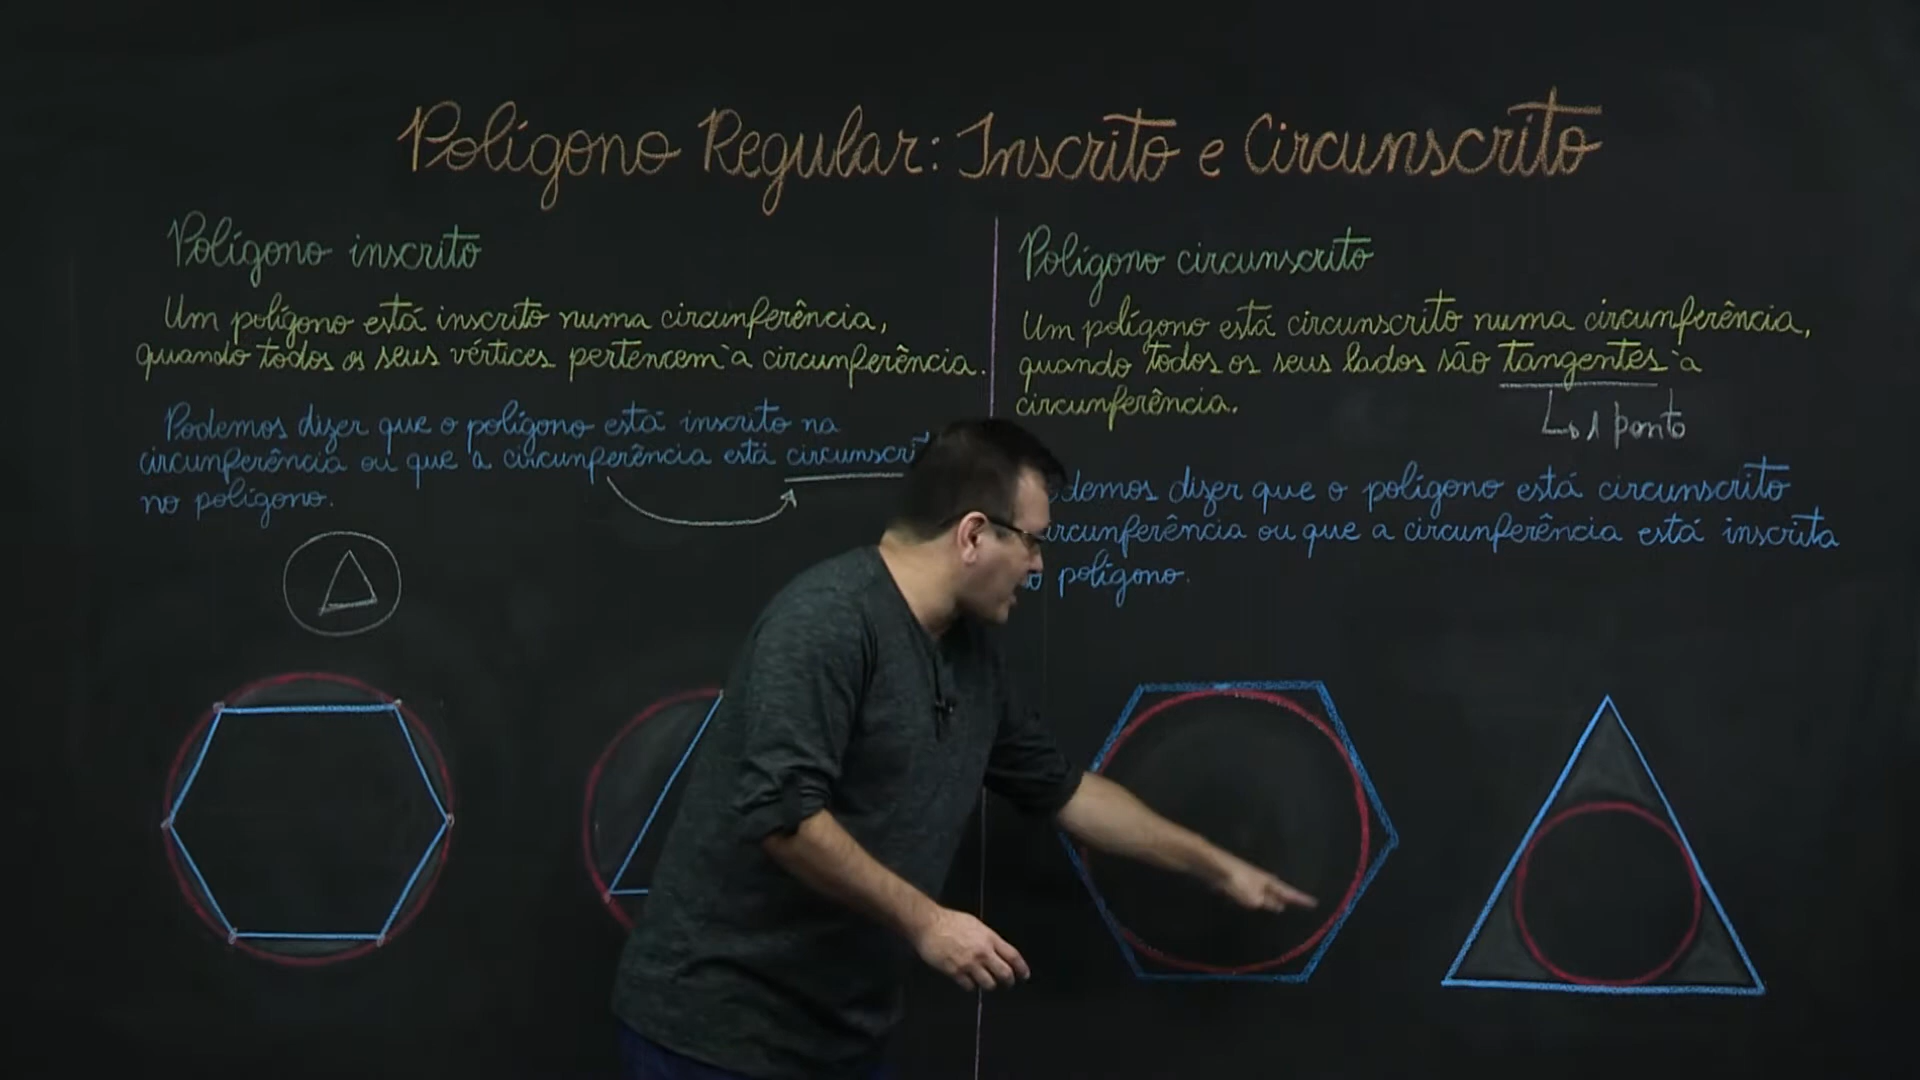 Polígono Regular: Inscrito e Circunscrito
Polígono inscrito
Um polígono está inscrito numa circunferência,
quando todos os seus vértices pertencem à circunferência.
Podemos dizer que o polígono está inscrito na
circunferência ou que a circunferência está circunscri
no polígono.
Polígono circunscrito
Um polígono está circunscrito numa circunferência,
quando todos os seus lados são tangentes à
circunferência.
↳ 1 ponto
demos dizer que o polígono está circunscrito
ircunferência ou que a circunferência está inscrita
polígono.